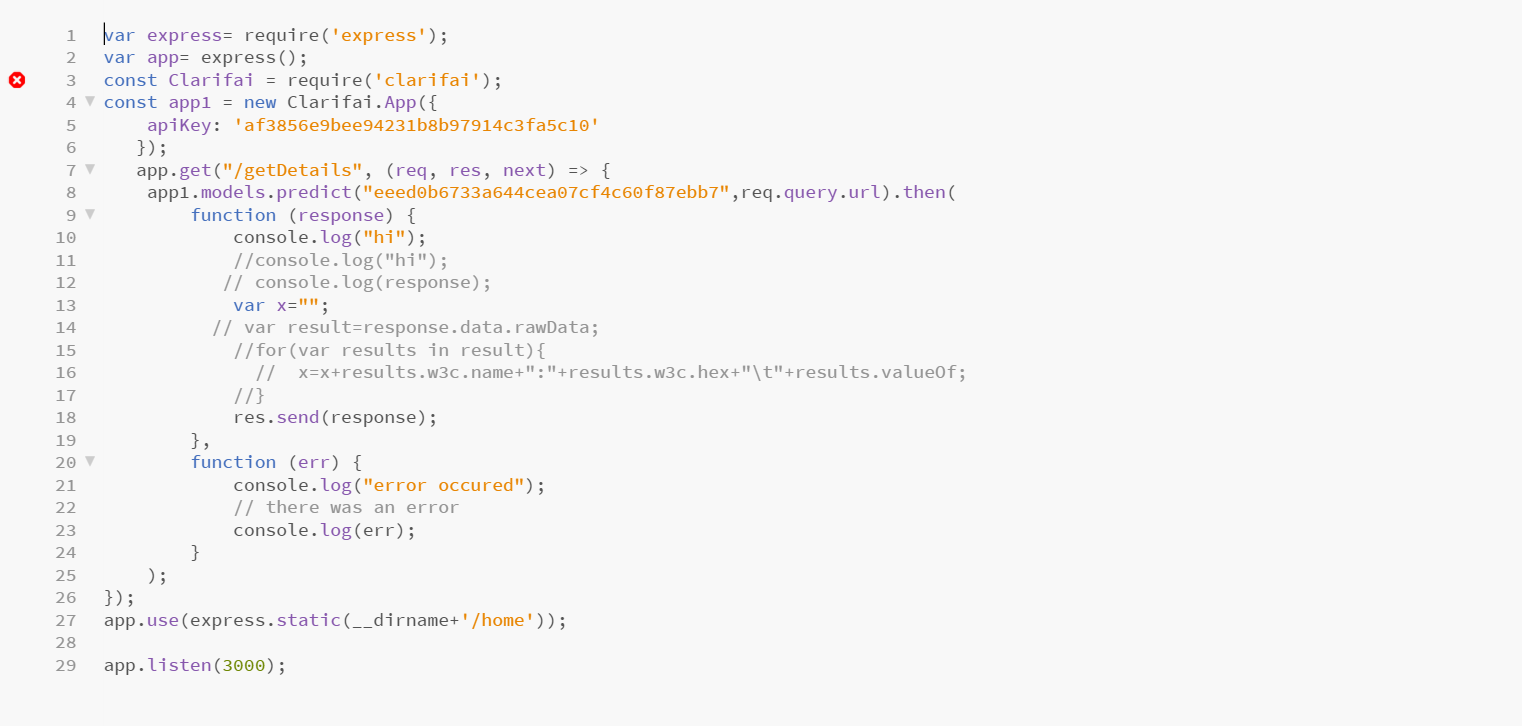 1 var express= require('express');
2 var app= express();
3 const Clarifai = require('clarifai');
4 const app1 = new Clarifai.App({
5     apiKey: 'af3856e9bee94231b8b97914c3fa5c10'
6    });
7    app.get("/getDetails", (req, res, next) => {
8     app1.models.predict("eeed0b6733a644cea07cf4c60f87ebb7",req.query.url).then(
9         function (response) {
10             console.log("hi");
11             //console.log("hi");
12            // console.log(response);
13             var x="";
14           // var result=response.data.rawData;
15             //for(var results in result){
16               //  x=x+results.w3c.name+":"+results.w3c.hex+"\t"+results.valueOf;
17             //}
18             res.send(response);
19         },
20         function (err) {
21             console.log("error occured");
22             // there was an error
23             console.log(err);
24         }
25     );
26 });
27 app.use(express.static(__dirname+'/home'));
28
29 app.listen(3000);